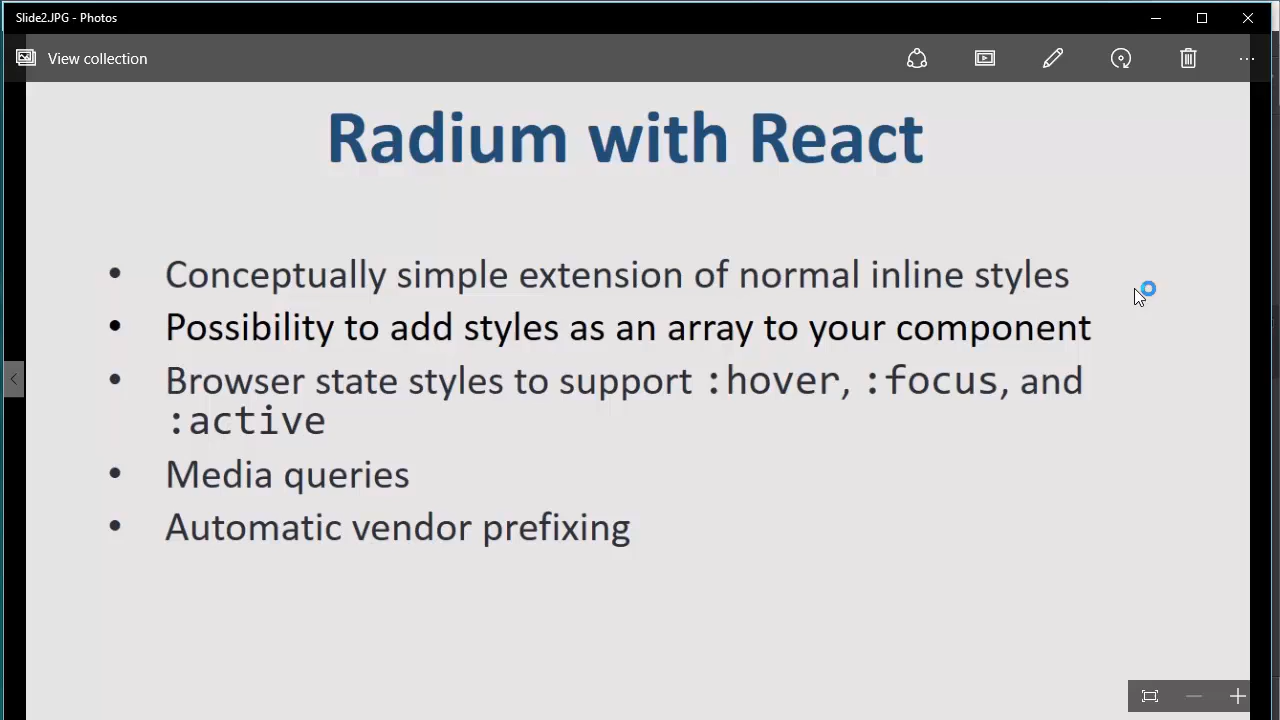 Slide2.JPG - Photos
View collection
Radium with React
• Conceptually simple extension of normal inline styles
• Possibility to add styles as an array to your component
• Browser state styles to support :hover, :focus, and
:active
• Media queries
• Automatic vendor prefixing